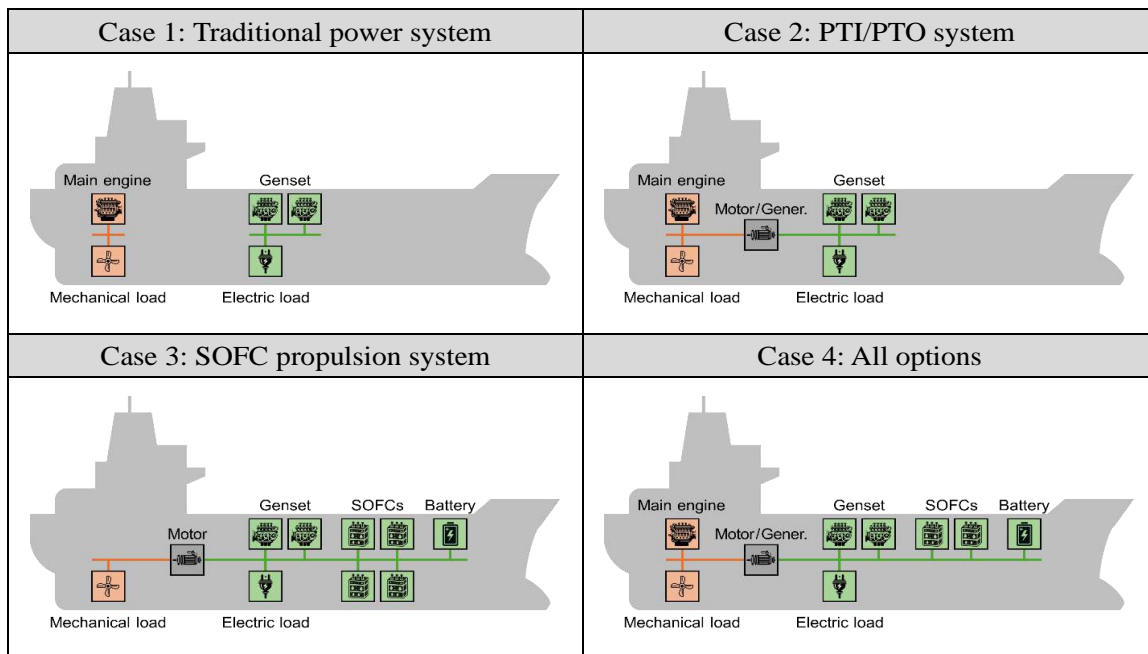 Case 1: Traditional power system
Case 2: PTI/PTO system
Main engine
Genset
Mechanical load
Electric load
Main engine
Genset
Motor/Gener.
Mechanical load
Electric load
Case 3: SOFC propulsion system
Case 4: All options
Genset
SOFCs
Battery
Motor
Mechanical load
Electric load
Main engine
Genset
SOFCs
Battery
Motor/Gener.
Mechanical load
Electric load